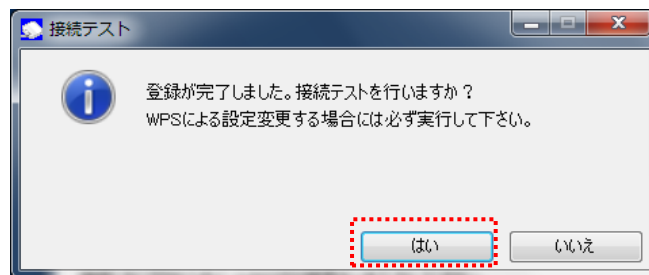 接続テスト
登録が完了しました。接続テストを行いますか？
WPSによる設定変更する場合には必ず実行して下さい。
はい
いいえ